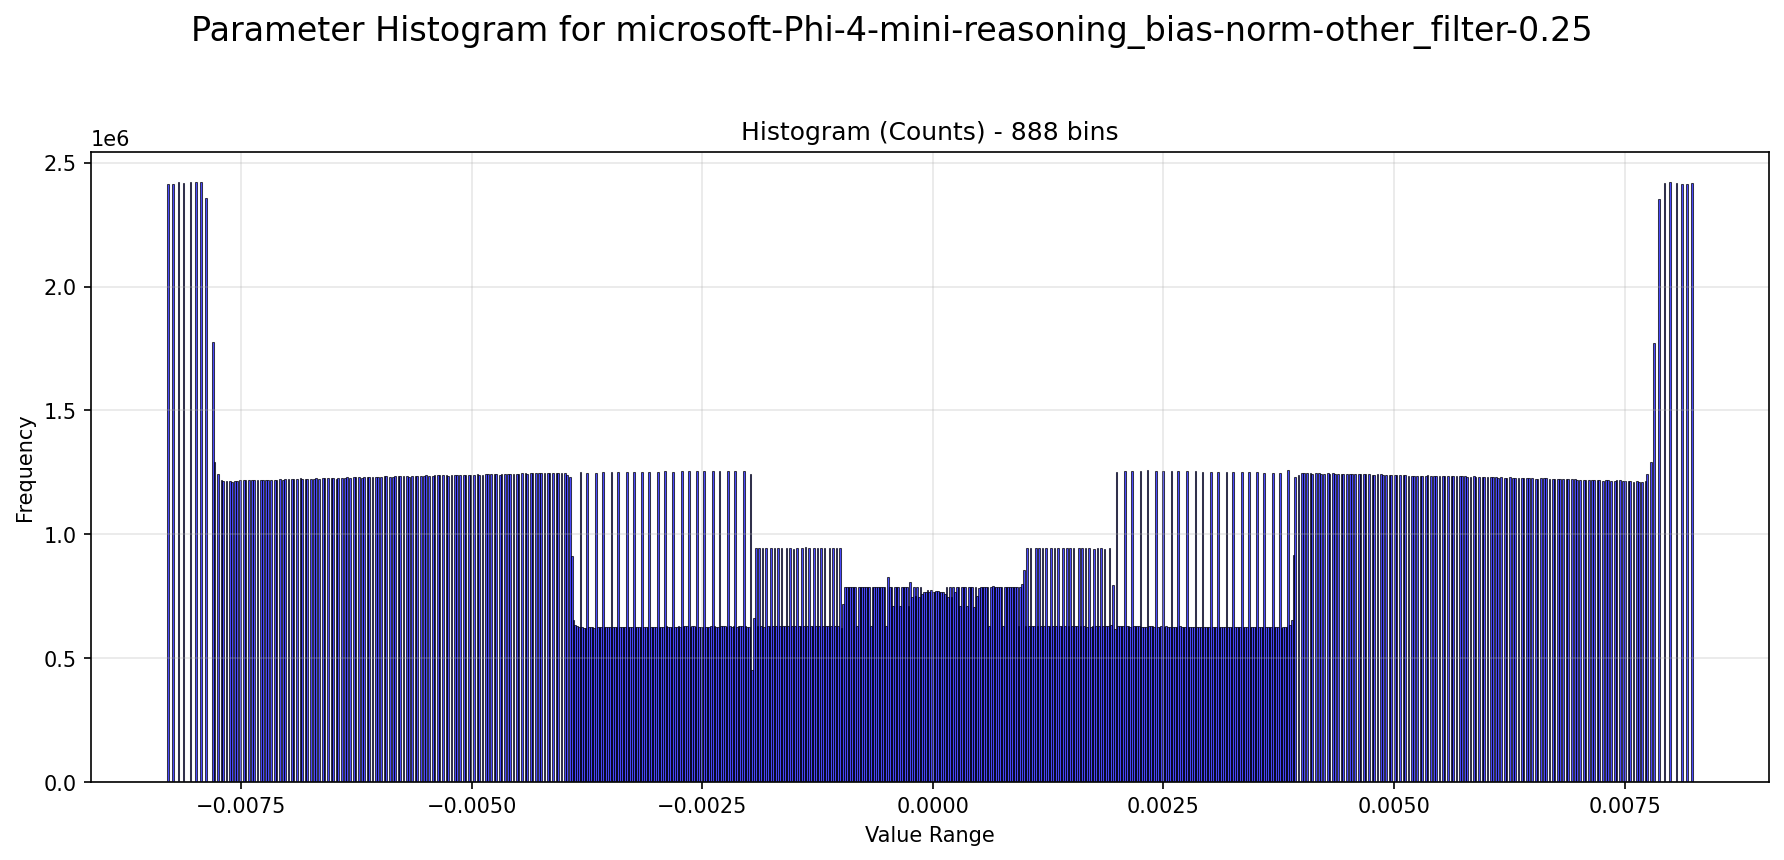 Parameter Histogram for microsoft-Phi-4-mini-reasoning_bias-norm-other_filter-0.25
Histogram (Counts) - 888 bins
1e6
2.5
2.0
1.5
1.0
0.5
0.0
Frequency
−0.0075 −0.0050 −0.0025 0.0000 0.0025 0.0050 0.0075
Value Range